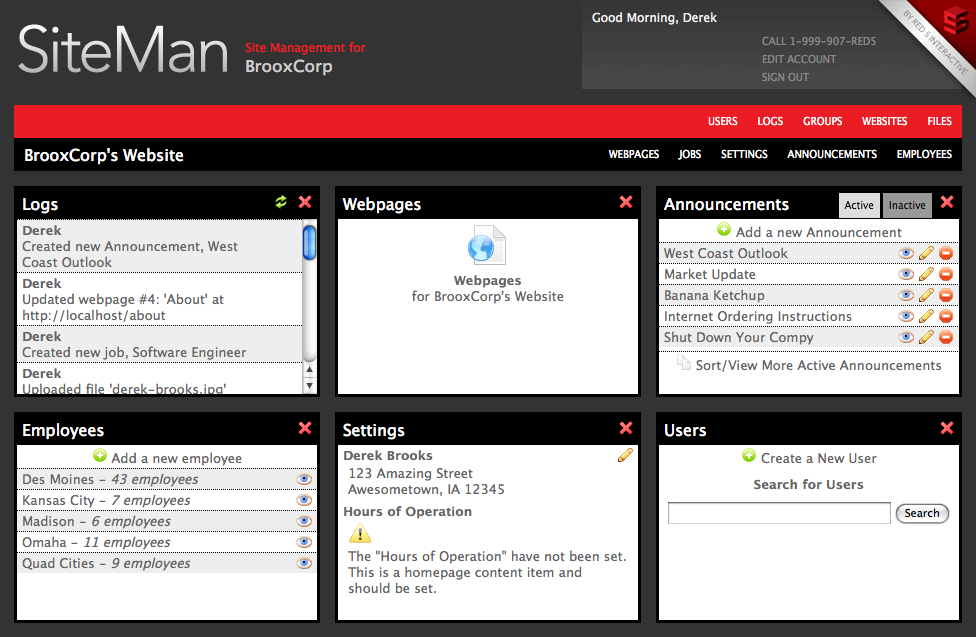 SiteMan
Site Management for
BrooxCorp
Good Morning, Derek
CALL 1-999-907-RED5
EDIT ACCOUNT
SIGN OUT
BY RED 5 INTERACTIVE
USERS LOGS GROUPS WEBSITES FILES
BrooxCorp's Website
WEBPAGES JOBS SETTINGS ANNOUNCEMENTS EMPLOYEES
Logs
Derek
Created new Announcement, West
Coast Outlook
Derek
Updated webpage #4: 'About' at
http://localhost/about
Derek
Created new job, Software Engineer
Derek
Uploaded file 'derek-brooks.jpg'
Webpages
Webpages
for BrooxCorp's Website
Announcements
Active Inactive
Add a new Announcement
West Coast Outlook
Market Update
Banana Ketchup
Internet Ordering Instructions
Shut Down Your Compy
Sort/View More Active Announcements
Employees
Add a new employee
Des Moines – 43 employees
Kansas City – 7 employees
Madison – 6 employees
Omaha – 11 employees
Quad Cities – 9 employees
Settings
Derek Brooks
123 Amazing Street
Awesometown, IA 12345
Hours of Operation
The "Hours of Operation" have not been set.
This is a homepage content item and
should be set.
Users
Create a New User
Search for Users
Search